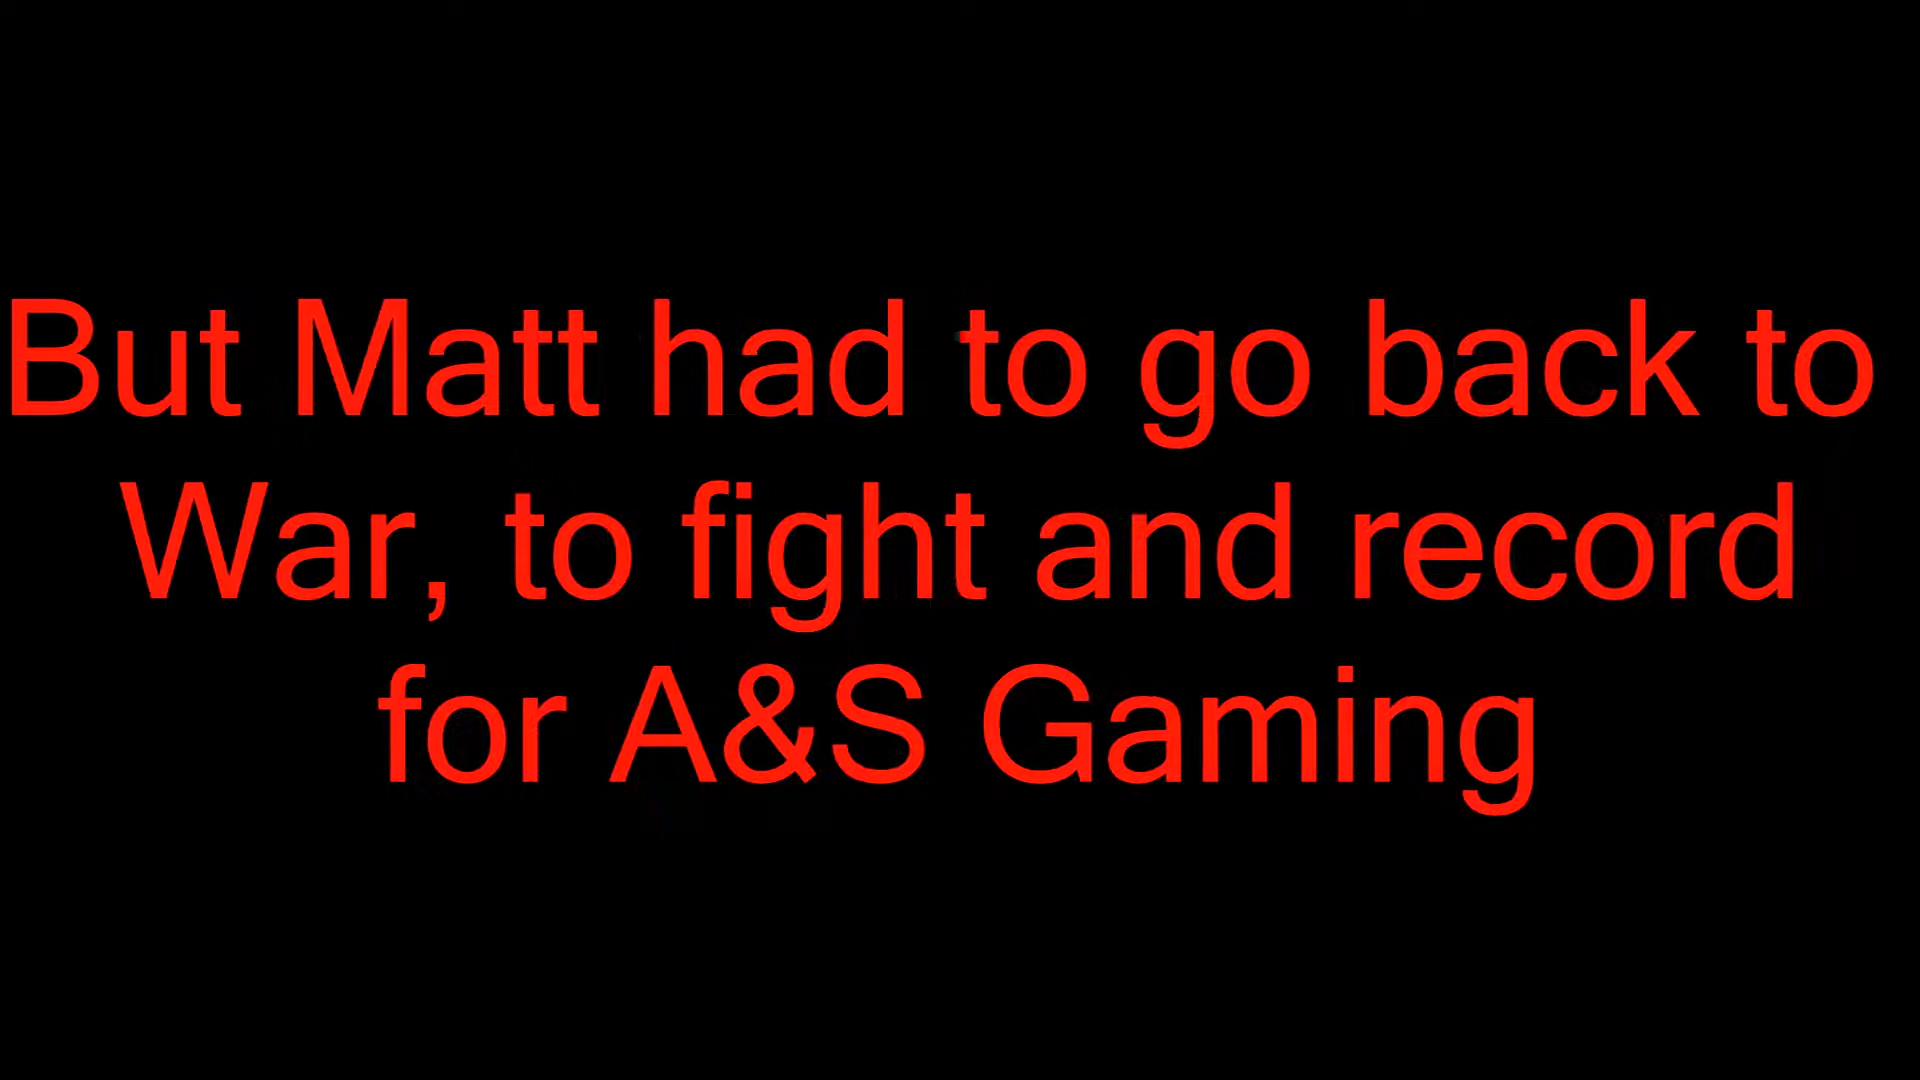 But Matt had to go back to
War, to fight and record
for A&S Gaming